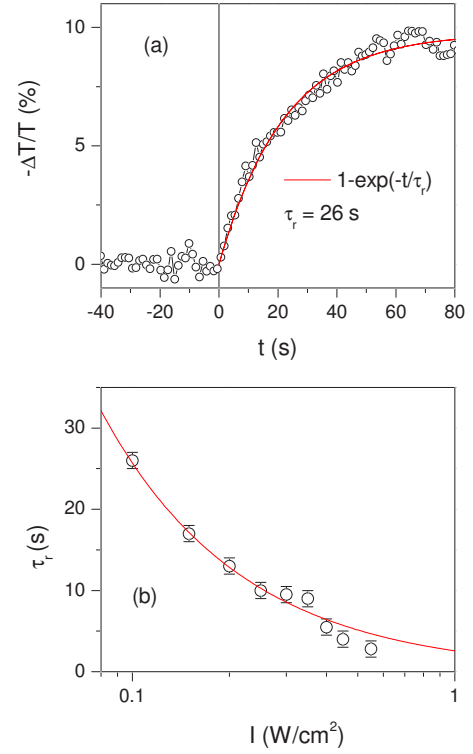 10
(a)
-ΔT/T (%)
5
1-exp(-t/τr)
τr = 26 s
0
-40 -20 0 20 40 60 80
t (s)
30
τr (s)
20
10
(b)
0
0.1 1
I (W/cm²)